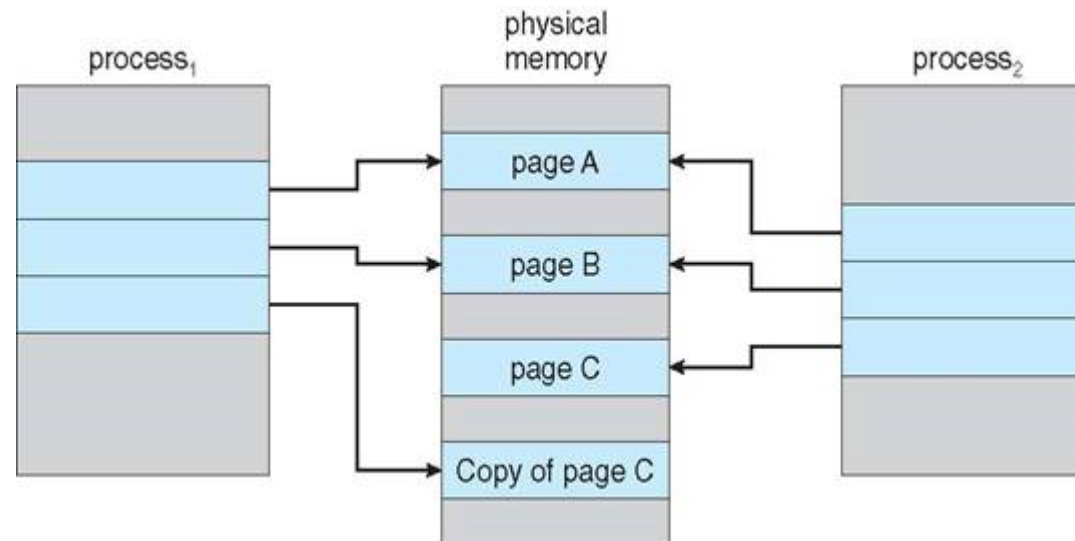 process₁
physical
memory
process₂
page A
page B
page C
Copy of page C